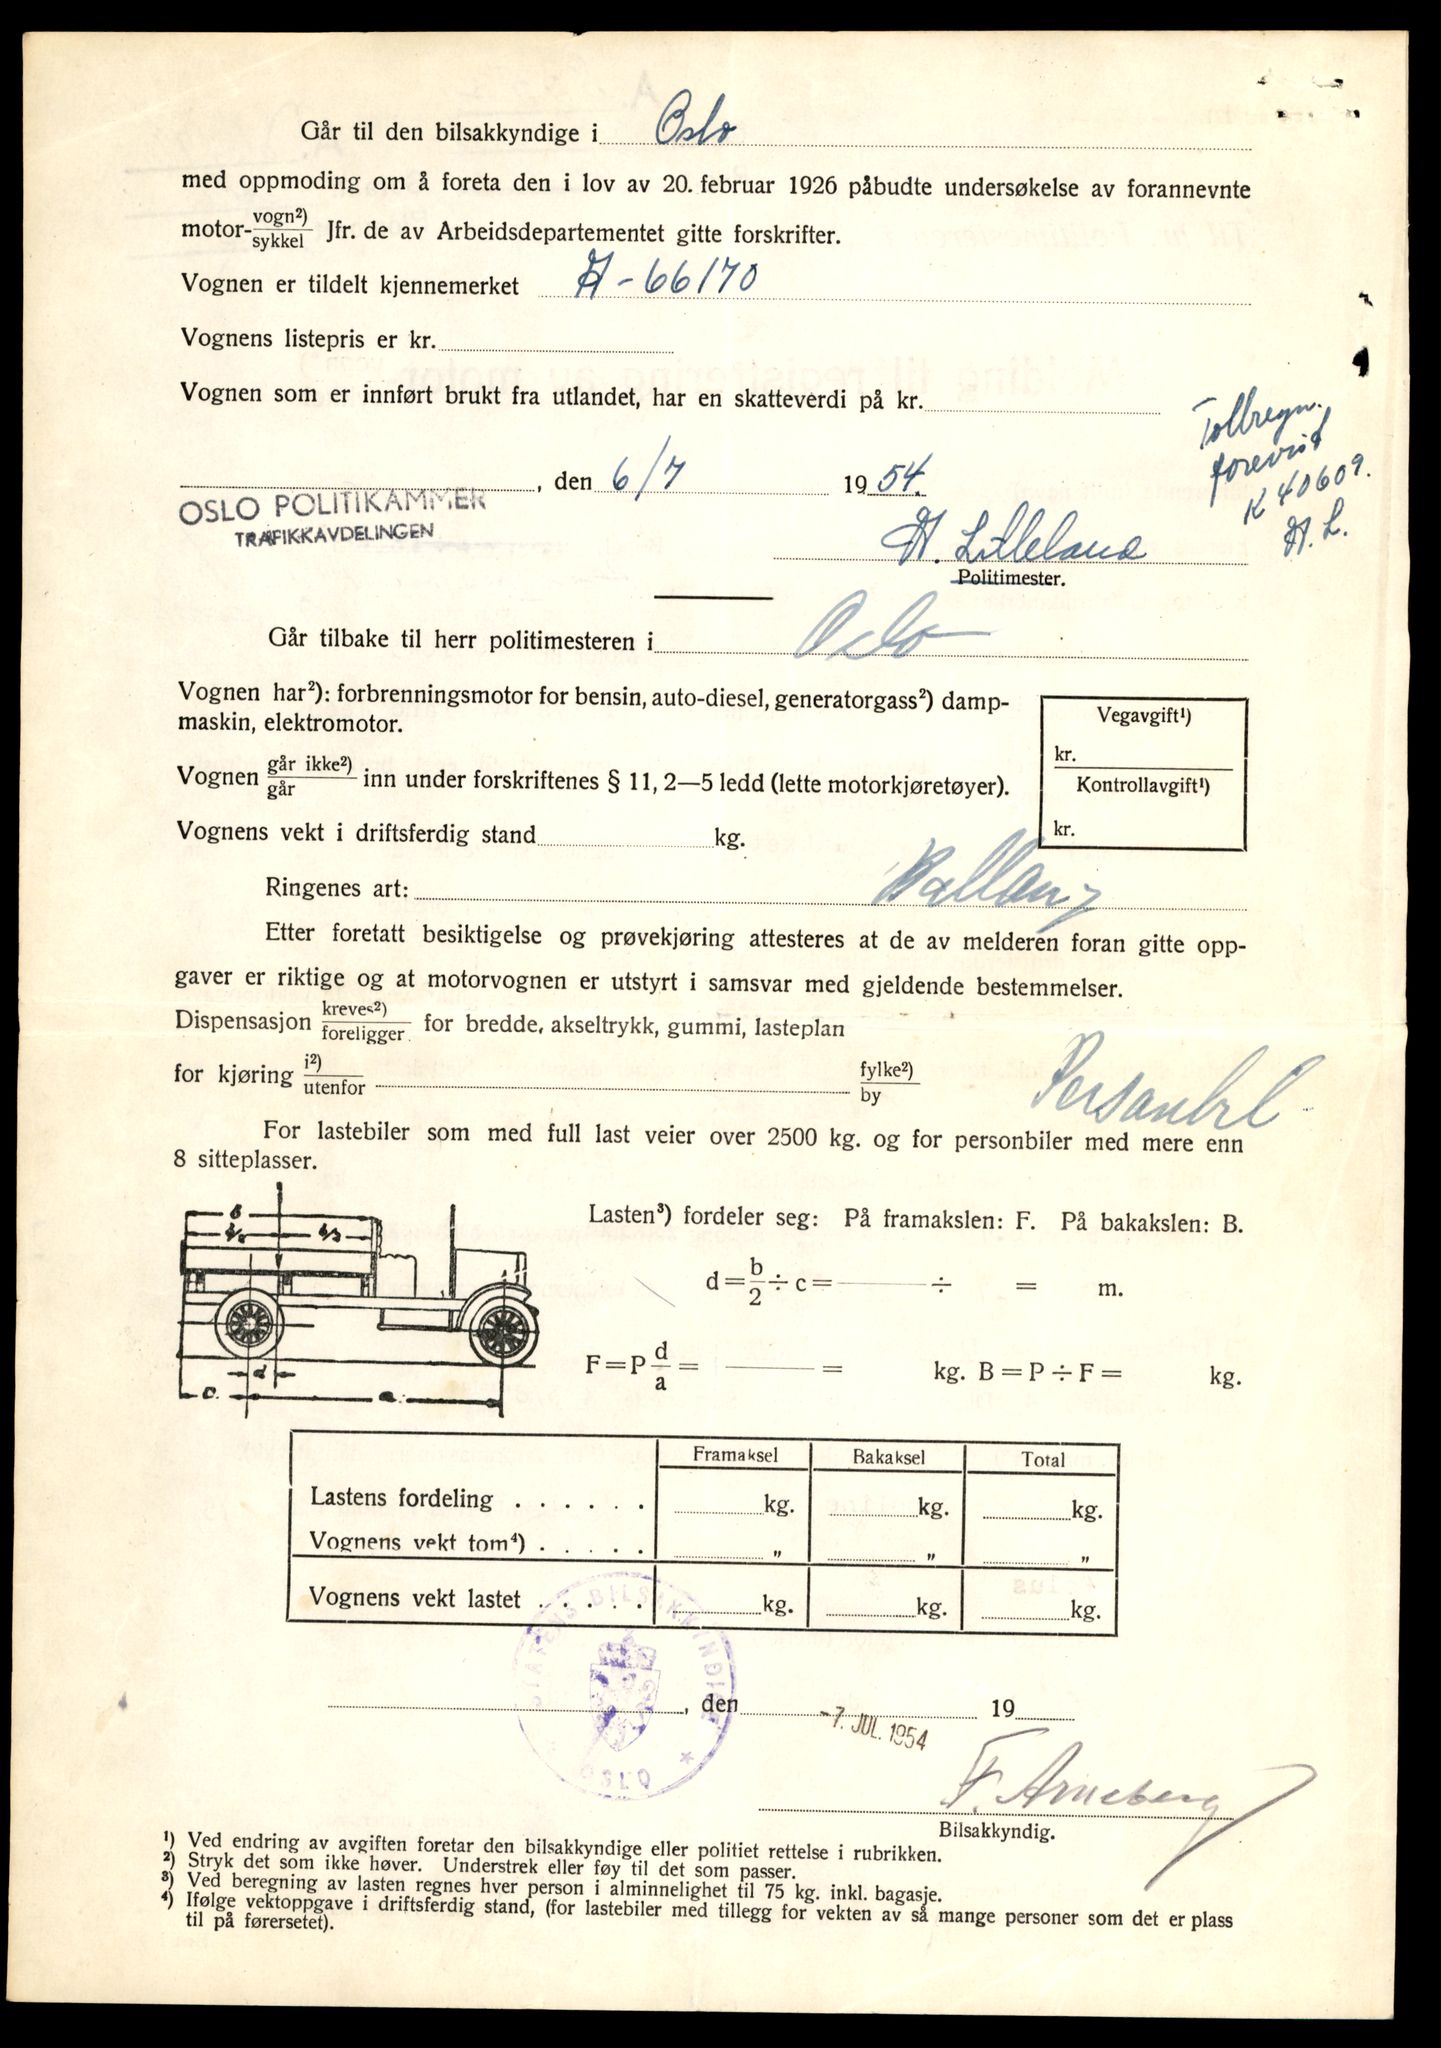 Går til den bilsakkyndige i Oslo
med oppmoding om å foreta den i lov av 20. februar 1926 påbudte undersøkelse av forannevnte
motor-vogn²)/sykkel Jfr. de av Arbeidsdepartementet gitte forskrifter.
Vognen er tildelt kjennemerket A-66170
Vognens listepris er kr.
Vognen som er innført brukt fra utlandet, har en skatteverdi på kr.
Tollregn.
forevist
K 40609.
H. L.
, den 6/7 1954.
OSLO POLITIKAMMER
TRAFIKKAVDELINGEN
H. Lilleland
Politimester.
Går tilbake til herr politimesteren i Oslo
Vognen har²): forbrenningsmotor for bensin, auto-diesel, generatorgass²) damp-
maskin, elektromotor.
Vegavgift¹)
kr.
Kontrollavgift¹)
kr.
Vognen går ikke²)/går inn under forskriftenes § 11, 2—5 ledd (lette motorkjøretøyer).
Vognens vekt i driftsferdig stand kg.
Ringenes art: Ballong
Etter foretatt besiktigelse og prøvekjøring attesteres at de av melderen foran gitte opp-
gaver er riktige og at motorvognen er utstyrt i samsvar med gjeldende bestemmelser.
Dispensasjon kreves²)/foreligger for bredde, akseltrykk, gummi, lasteplan
for kjøring i²)/utenfor fylke²)/by
Personbil
For lastebiler som med full last veier over 2500 kg. og for personbiler med mere enn
8 sitteplasser.
b
b/2 b/2
d
c. a.
Lasten³) fordeler seg: På framakslen: F. På bakakslen: B.
d = b/2 ÷ c = ÷ = m.
F = P d/a = = kg. B = P ÷ F = kg.
Framaksel Bakaksel Total
Lastens fordeling . . . . . . kg. kg. kg.
Vognens vekt tom⁴) . . . . . „ „ „
Vognens vekt lastet . . . . . kg. kg. kg.
STATENS BILSAKKYNDIGE
OSLO
, den -7. JUL. 1954 19
F. Arneberg
Bilsakkyndig.
¹) Ved endring av avgiften foretar den bilsakkyndige eller politiet rettelse i rubrikken.
²) Stryk det som ikke høver. Understrek eller føy til det som passer.
³) Ved beregning av lasten regnes hver person i alminnelighet til 75 kg. inkl. bagasje.
⁴) Ifølge vektoppgave i driftsferdig stand, (for lastebiler med tillegg for vekten av så mange personer som det er plass
til på førersetet).